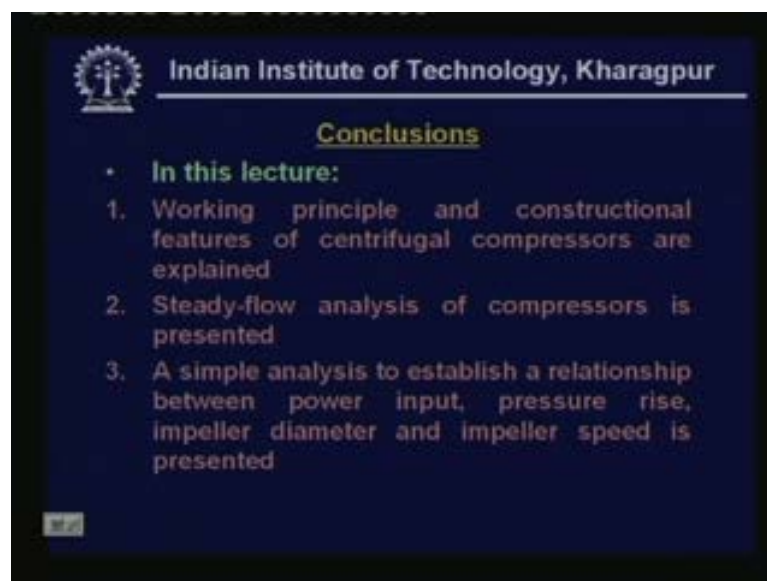 Indian Institute of Technology, Kharagpur
Conclusions
• In this lecture:
1. Working principle and constructional
features of centrifugal compressors are
explained
2. Steady-flow analysis of compressors is
presented
3. A simple analysis to establish a relationship
between power input, pressure rise,
impeller diameter and impeller speed is
presented